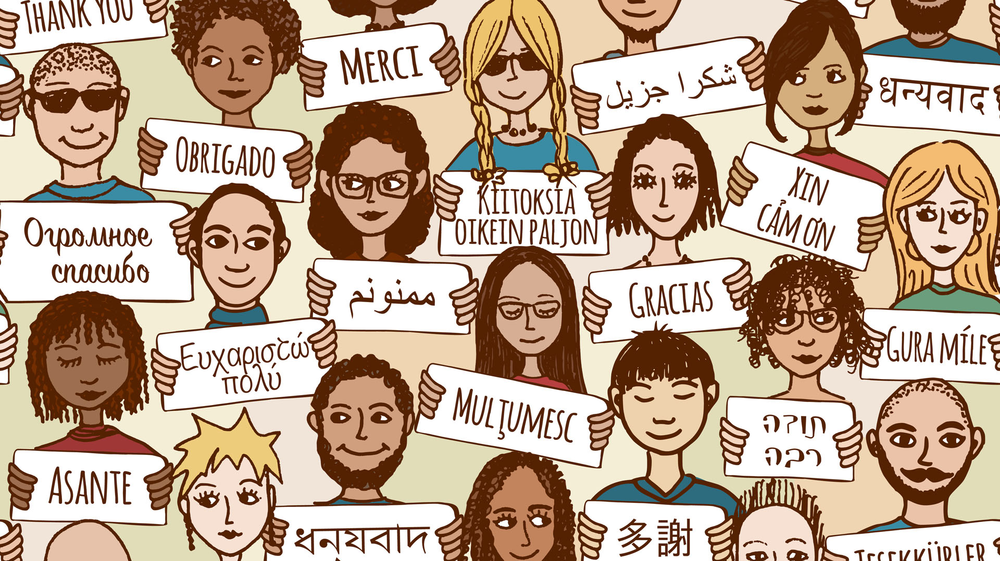 THANK YOU
MERCI
شكرا جزيل
धन्यवाद
OBRIGADO
KIITOKSIA
OIKEIN PALJON
XIN
CẢM ƠN
Огромное
спасибо
ممنونم
GRACIAS
GURA MÍLE
Ευχαριστώ
πολύ
MULŢUMESC
תודה
רבה
ASANTE
ধন্যবাদ
多謝
TEŞEKKÜRLER